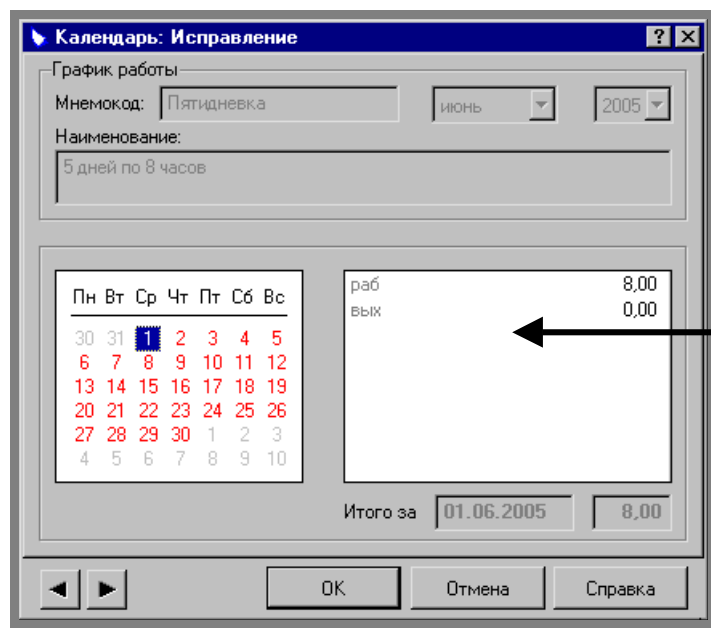 Календарь: Исправление
График работы
Мнемокод: Пятидневка июнь 2005
Наименование:
5 дней по 8 часов
Пн Вт Ср Чт Пт Сб Вс
30 31 1 2 3 4 5
6 7 8 9 10 11 12
13 14 15 16 17 18 19
20 21 22 23 24 25 26
27 28 29 30 1 2 3
4 5 6 7 8 9 10
раб 8,00
вых 0,00
Итого за 01.06.2005 8,00
OK Отмена Справка